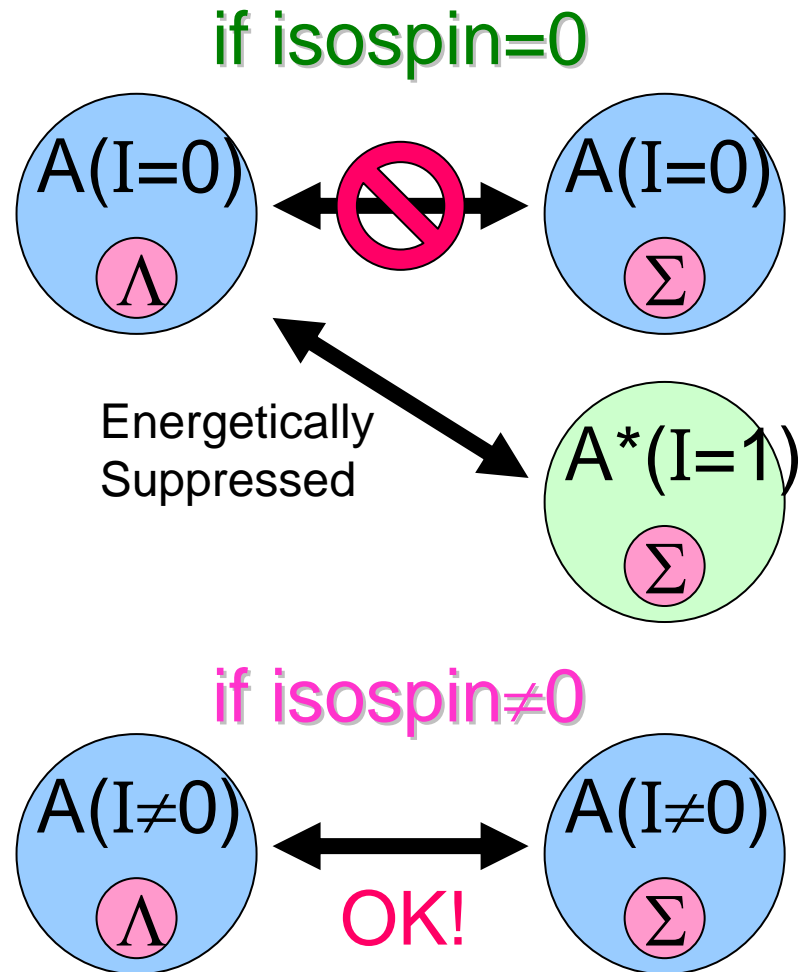 if isospin=0
A(I=0)
Λ
A(I=0)
Σ
Energetically
Suppressed
A*(I=1)
Σ
if isospin≠0
A(I≠0)
Λ
OK!
A(I≠0)
Σ